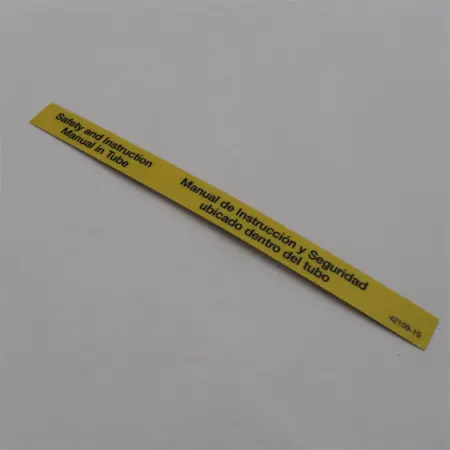 Safety and Instruction
Manual in Tube
Manual de Instrucción y Seguridad
ubicado dentro del tubo
42109-19